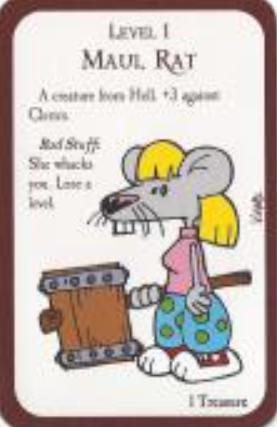 LEVEL 1
MAUL RAT
A creature from Hell. +3 against
Clerics.
Bad Stuff:
She whacks
you. Lose a
level.
1 Treasure